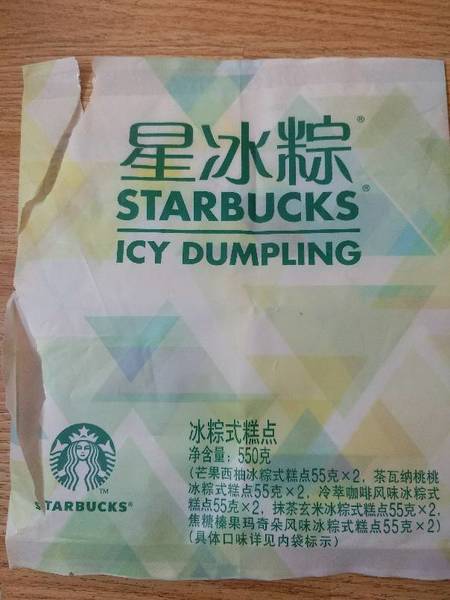 星冰粽®
STARBUCKS®
ICY DUMPLING
冰粽式糕点
净含量：550克
(芒果西柚冰粽式糕点55克×2，茶瓦纳桃桃
冰粽式糕点55克×2，冷萃咖啡风味冰粽式
糕点55克×2，抹茶玄米冰粽式糕点55克×2，
焦糖榛果玛奇朵风味冰粽式糕点55克×2)
(具体口味详见内袋标示)
TM
STARBUCKS®